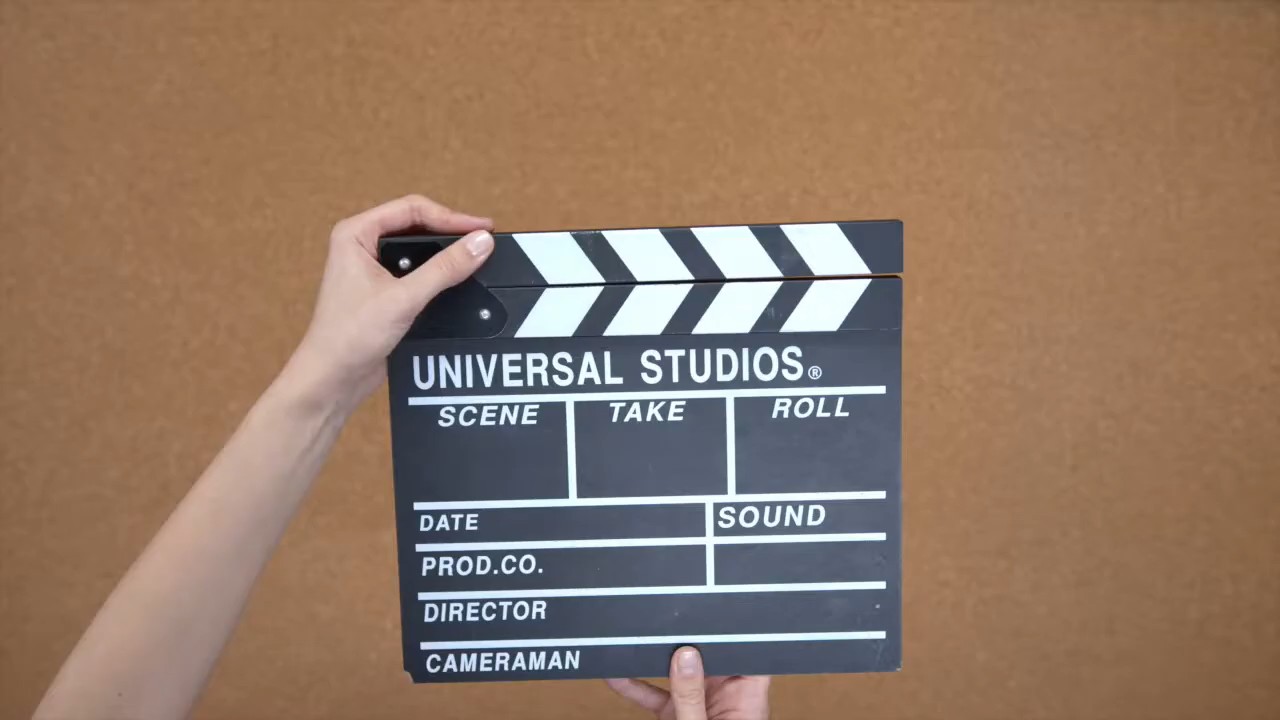 UNIVERSAL STUDIOS®
SCENE TAKE ROLL
DATE SOUND
PROD.CO.
DIRECTOR
CAMERAMAN